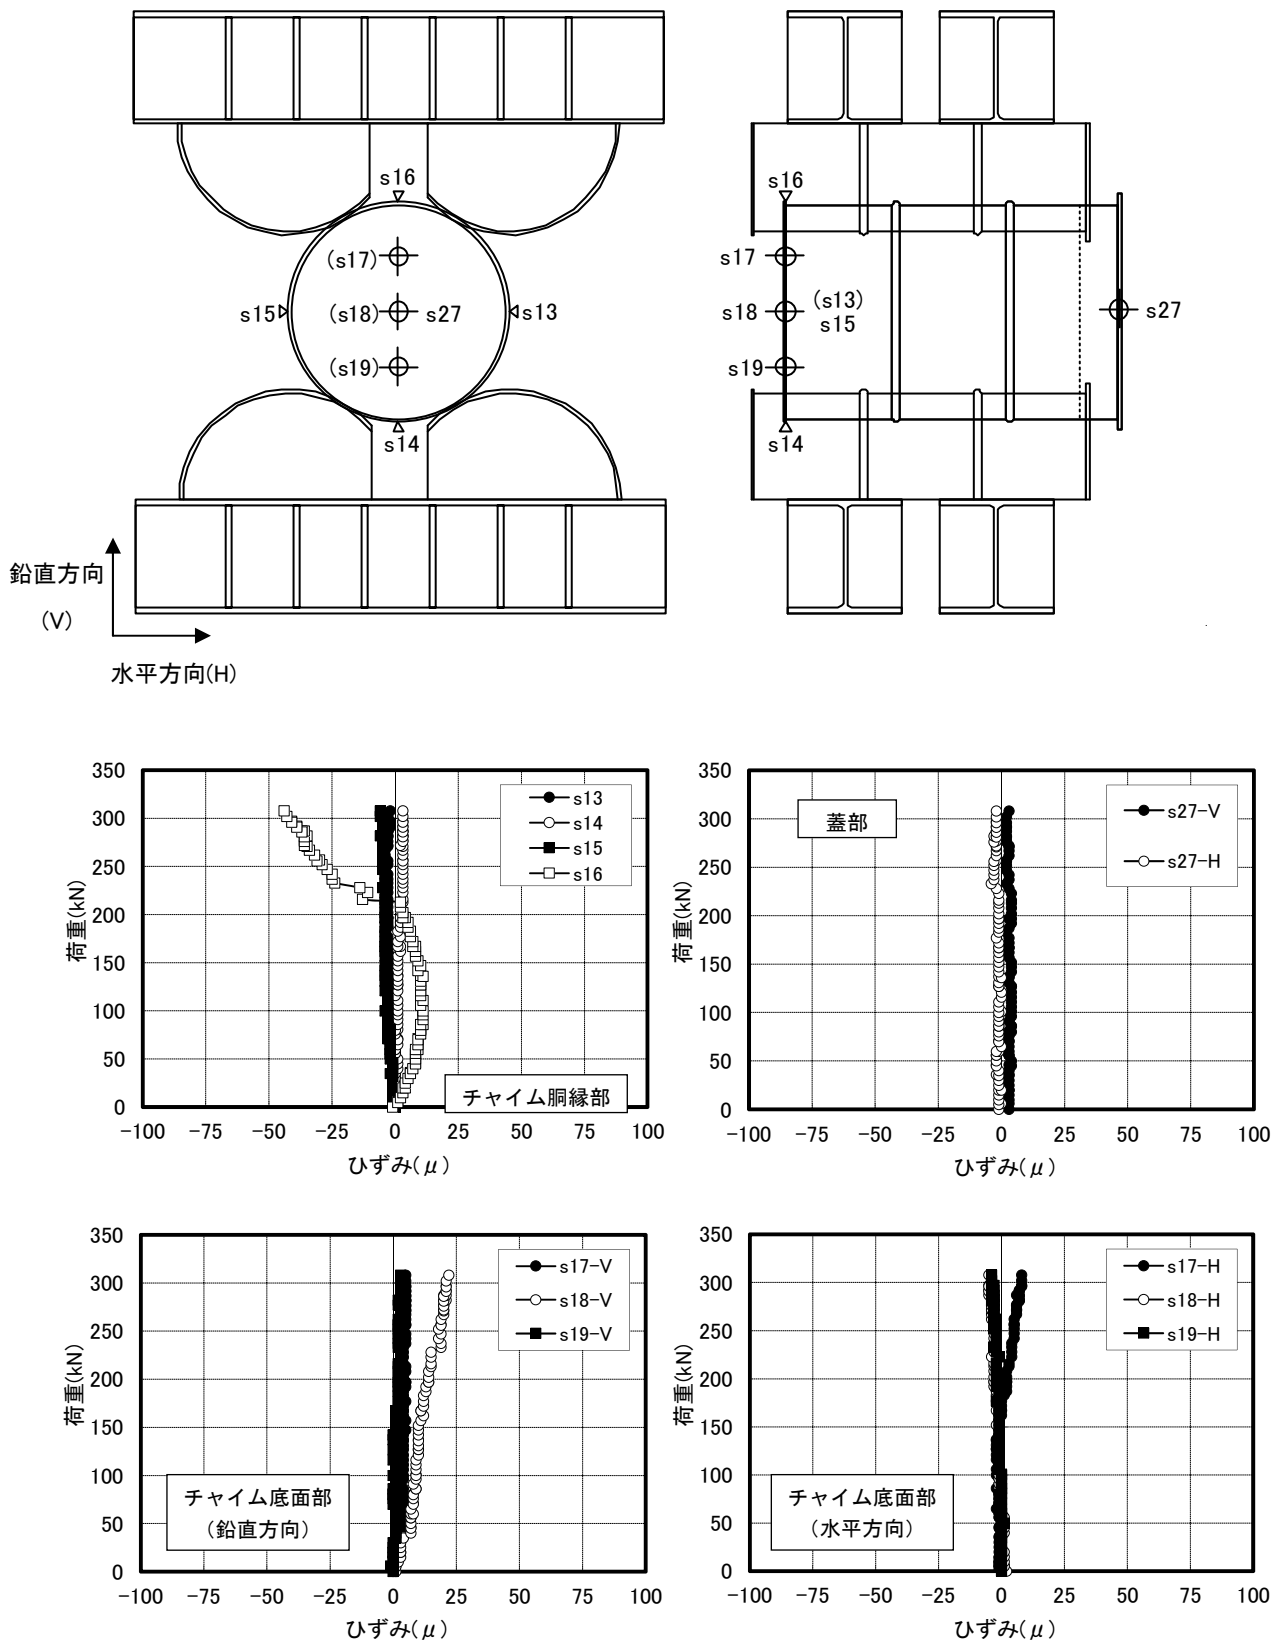 s16
(s17)
s15
(s18)
s27
s13
(s19)
s14
s16
s17
s18
(s13)
s15
s27
s19
s14
鉛直方向
(V)
水平方向(H)
350
300
250
200
150
100
50
0
荷重(kN)
s13
s14
s15
s16
チャイム胴縁部
-100 -75 -50 -25 0 25 50 75 100
ひずみ(μ)
350
300
250
200
150
100
50
0
荷重(kN)
蓋部
s27-V
s27-H
-100 -75 -50 -25 0 25 50 75 100
ひずみ(μ)
350
300
250
200
150
100
50
0
荷重(kN)
s17-V
s18-V
s19-V
チャイム底面部
(鉛直方向)
-100 -75 -50 -25 0 25 50 75 100
ひずみ(μ)
350
300
250
200
150
100
50
0
荷重(kN)
s17-H
s18-H
s19-H
チャイム底面部
(水平方向)
-100 -75 -50 -25 0 25 50 75 100
ひずみ(μ)